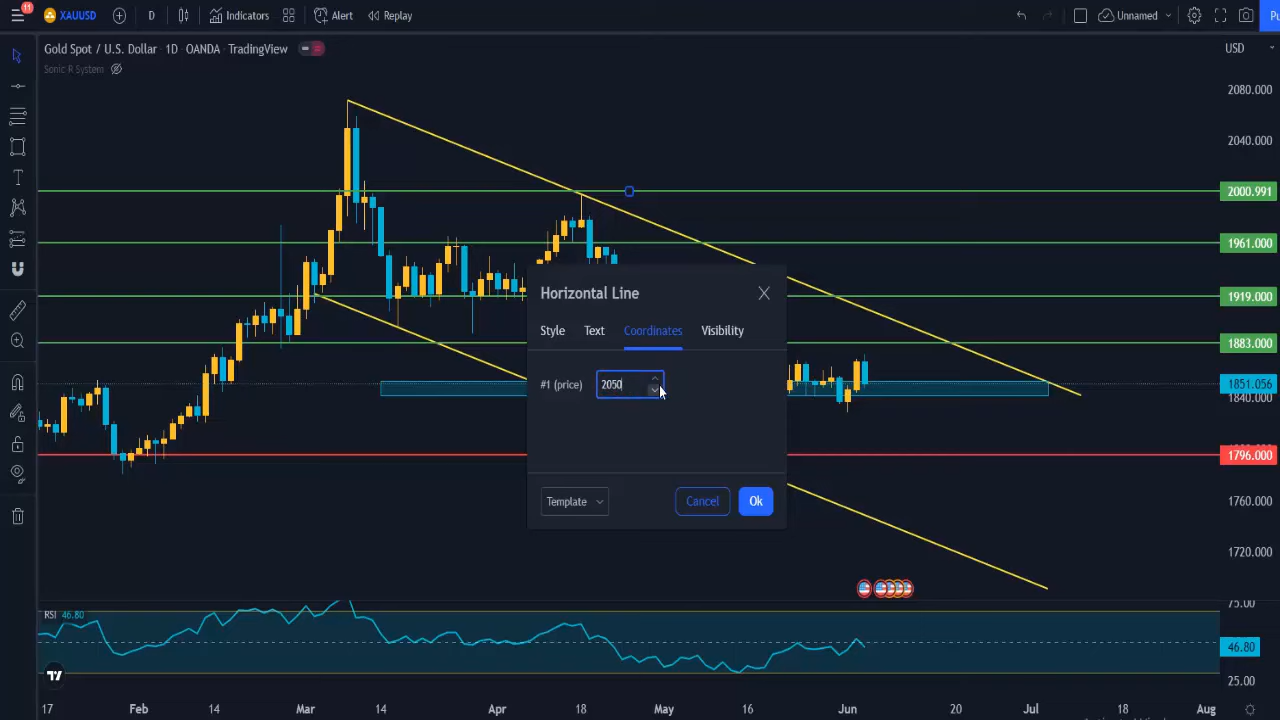 11
XAUUSD
D
Indicators
Alert
Replay
Unnamed
Pu
Gold Spot / U.S. Dollar · 1D · OANDA · TradingView
USD
Sonic R System
2080.000
2040.000
2000.991
1961.000
1919.000
1883.000
1851.056
1840.000
1796.000
1760.000
1720.000
Horizontal Line
Style
Text
Coordinates
Visibility
#1 (price)
2050
Template
Cancel
Ok
RSI 46.80
75.00
46.80
25.00
17
Feb
14
Mar
14
Apr
18
May
16
Jun
20
Jul
18
Aug